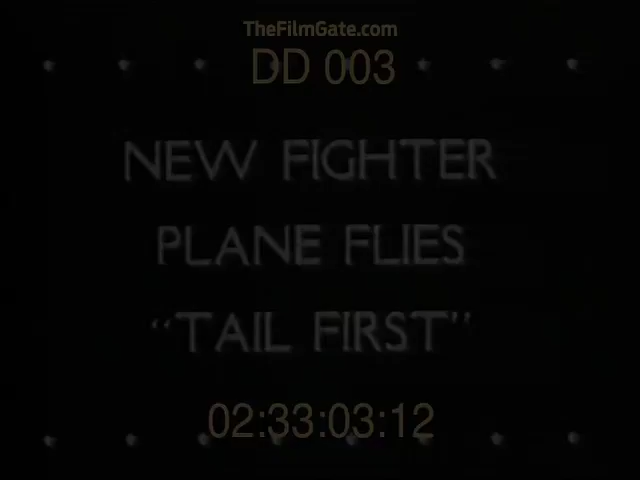 TheFilmGate.com
DD 003
NEW FIGHTER
PLANE FLIES
“TAIL FIRST”
02:33:03:12